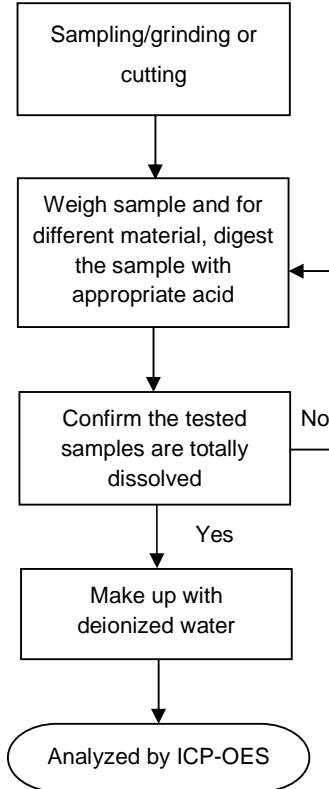 Sampling/grinding or
cutting
Weigh sample and for
different material, digest
the sample with
appropriate acid
Confirm the tested
samples are totally
dissolved
No
Yes
Make up with
deionized water
Analyzed by ICP-OES